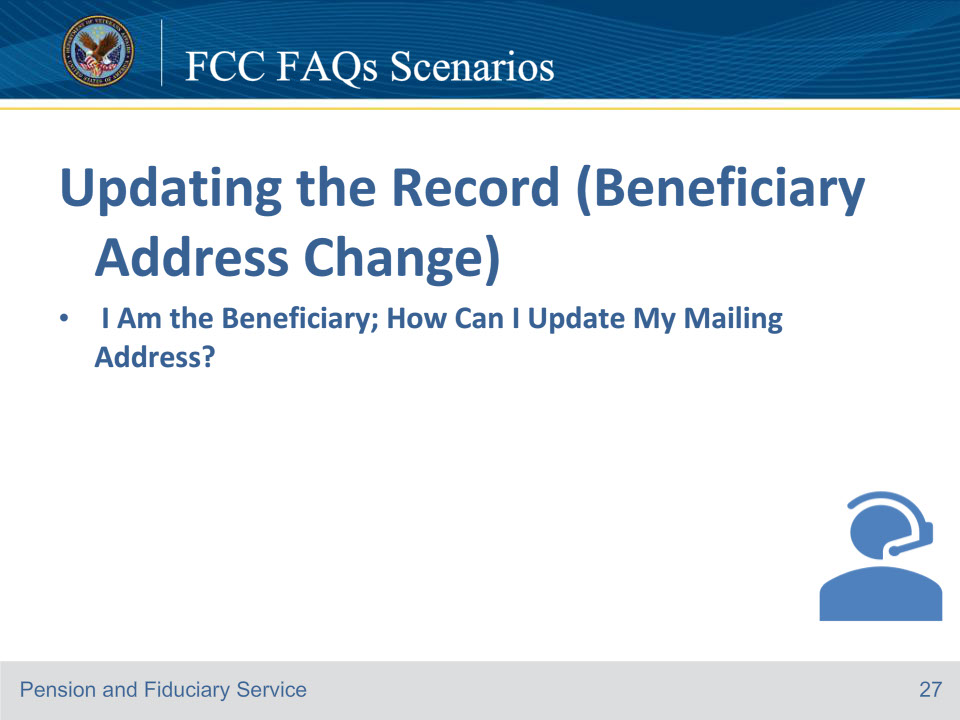 FCC FAQs Scenarios
Updating the Record (Beneficiary
Address Change)
• I Am the Beneficiary; How Can I Update My Mailing
Address?
Pension and Fiduciary Service
27